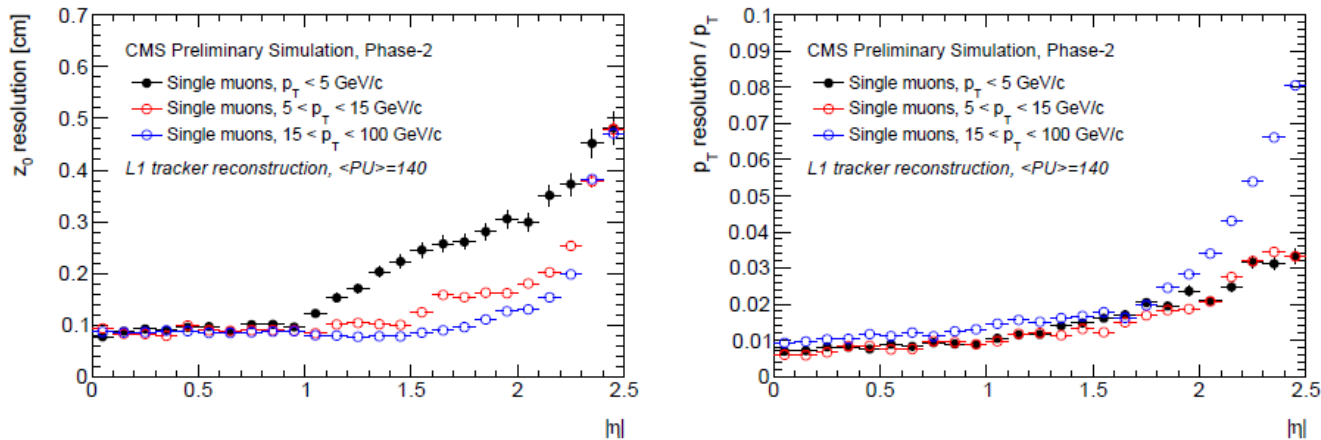 z₀ resolution [cm]
0.7
0.6
0.5
0.4
0.3
0.2
0.1
0
CMS Preliminary Simulation, Phase-2
Single muons, p_T < 5 GeV/c
Single muons, 5 < p_T < 15 GeV/c
Single muons, 15 < p_T < 100 GeV/c
L1 tracker reconstruction, <PU>=140
0 0.5 1 1.5 2 2.5
|η|
p_T resolution / p_T
0.1
0.09
0.08
0.07
0.06
0.05
0.04
0.03
0.02
0.01
0
CMS Preliminary Simulation, Phase-2
Single muons, p_T < 5 GeV/c
Single muons, 5 < p_T < 15 GeV/c
Single muons, 15 < p_T < 100 GeV/c
L1 tracker reconstruction, <PU>=140
0 0.5 1 1.5 2 2.5
|η|